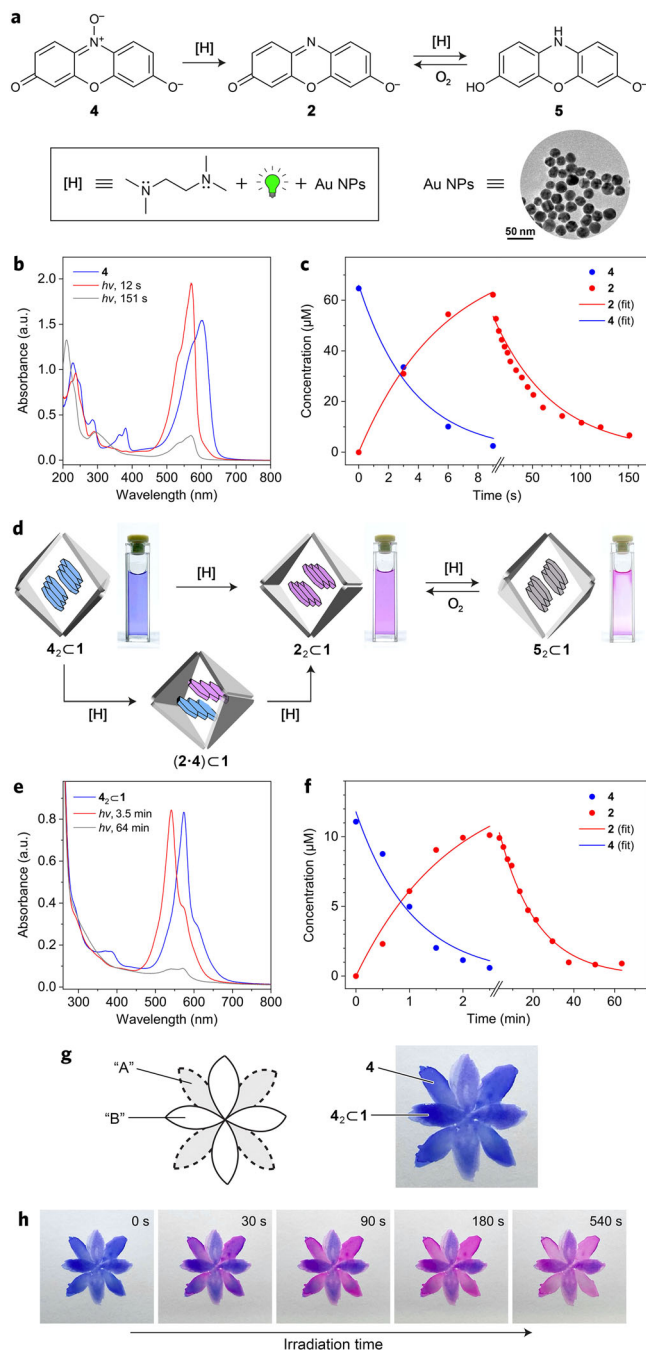 a
O⁻
N⁺
O
O
O⁻
4
[H]
N
O
O
O⁻
2
[H]
O₂
H
N
HO
O
O⁻
5
[H] ≡ N N + + Au NPs
Au NPs ≡
50 nm
b
Absorbance (a.u.)
2.0
1.5
1.0
0.5
0.0
4
hν, 12 s
hν, 151 s
200 300 400 500 600 700 800
Wavelength (nm)
c
Concentration (µM)
60
40
20
0
4
2
2 (fit)
4 (fit)
0 2 4 6 8 50 100 150
Time (s)
d
4₂⊂1
[H]
2₂⊂1
[H]
O₂
5₂⊂1
[H]
(2·4)⊂1
[H]
e
Absorbance (a.u.)
0.8
0.6
0.4
0.2
0.0
4₂⊂1
hν, 3.5 min
hν, 64 min
300 400 500 600 700 800
Wavelength (nm)
f
Concentration (µM)
10
5
0
4
2
2 (fit)
4 (fit)
0 1 2 20 40 60
Time (min)
g
"A"
"B"
4
4₂⊂1
h
0 s
30 s
90 s
180 s
540 s
Irradiation time